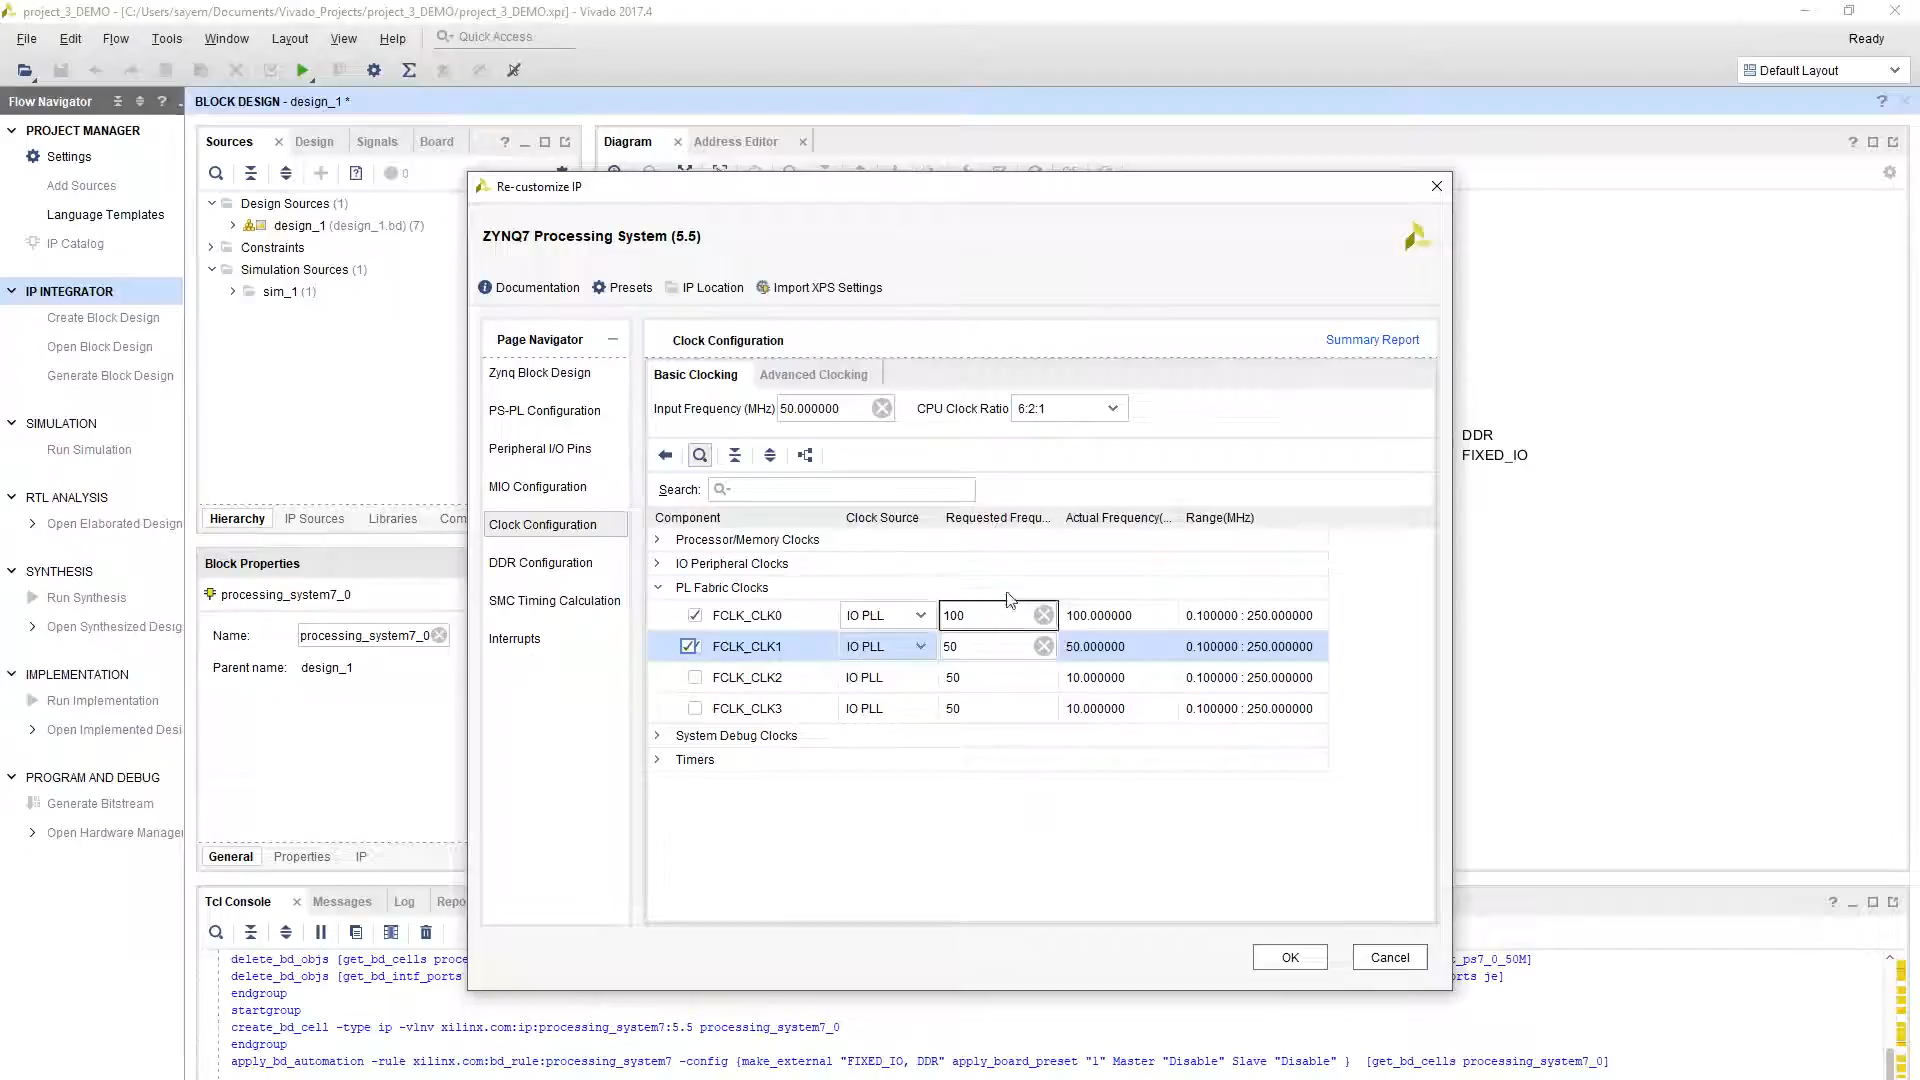 project_3_DEMO - [C:/Users/sayem/Documents/Vivado_Projects/project_3_DEMO/project_3_DEMO.xpr] - Vivado 2017.4
File Edit Flow Tools Window Layout View Help Quick Access Ready
Default Layout
Flow Navigator ? _ BLOCK DESIGN - design_1 * ?
PROJECT MANAGER
Settings
Add Sources
Language Templates
IP Catalog
IP INTEGRATOR
Create Block Design
Open Block Design
Generate Block Design
SIMULATION
Run Simulation
RTL ANALYSIS
Open Elaborated Design
SYNTHESIS
Run Synthesis
Open Synthesized Desig
IMPLEMENTATION
Run Implementation
Open Implemented Desi
PROGRAM AND DEBUG
Generate Bitstream
Open Hardware Manager
Sources Design Signals Board ?
0
Design Sources (1)
design_1 (design_1.bd) (7)
Constraints
Simulation Sources (1)
sim_1 (1)
Hierarchy IP Sources Libraries Com
Block Properties
processing_system7_0
Name: processing_system7_0
Parent name: design_1
General Properties IP
Diagram Address Editor ?
DDR
FIXED_IO
Re-customize IP
ZYNQ7 Processing System (5.5)
Documentation Presets IP Location Import XPS Settings
Page Navigator
Zynq Block Design
PS-PL Configuration
Peripheral I/O Pins
MIO Configuration
Clock Configuration
DDR Configuration
SMC Timing Calculation
Interrupts
Clock Configuration Summary Report
Basic Clocking Advanced Clocking
Input Frequency (MHz) 50.000000 CPU Clock Ratio 6:2:1
Search:
Component Clock Source Requested Frequ... Actual Frequency(... Range(MHz)
Processor/Memory Clocks
IO Peripheral Clocks
PL Fabric Clocks
FCLK_CLK0 IO PLL 100 100.000000 0.100000 : 250.000000
FCLK_CLK1 IO PLL 50 50.000000 0.100000 : 250.000000
FCLK_CLK2 IO PLL 50 10.000000 0.100000 : 250.000000
FCLK_CLK3 IO PLL 50 10.000000 0.100000 : 250.000000
System Debug Clocks
Timers
OK Cancel
Tcl Console Messages Log Repo ?
delete_bd_objs [get_bd_cells proce t_ps7_0_50M]
delete_bd_objs [get_bd_intf_ports rts je]
endgroup
startgroup
create_bd_cell -type ip -vlnv xilinx.com:ip:processing_system7:5.5 processing_system7_0
endgroup
apply_bd_automation -rule xilinx.com:bd_rule:processing_system7 -config {make_external "FIXED_IO, DDR" apply_board_preset "1" Master "Disable" Slave "Disable" } [get_bd_cells processing_system7_0]